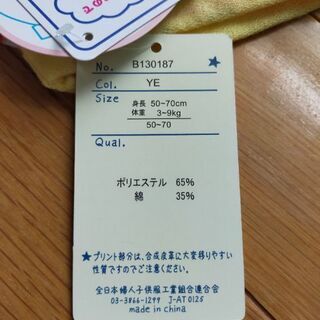 No. B130187
Col. YE
Size
身長 50~70cm
体重 3~9kg
50~70
Qual.
ポリエステル 65%
綿 35%
★プリント部分は、合成皮革に大変移りやすい
性質ですのでご注意ください。
全日本婦人子供服工業組合連合会
03-3866-1299 J-AT0125
made in china